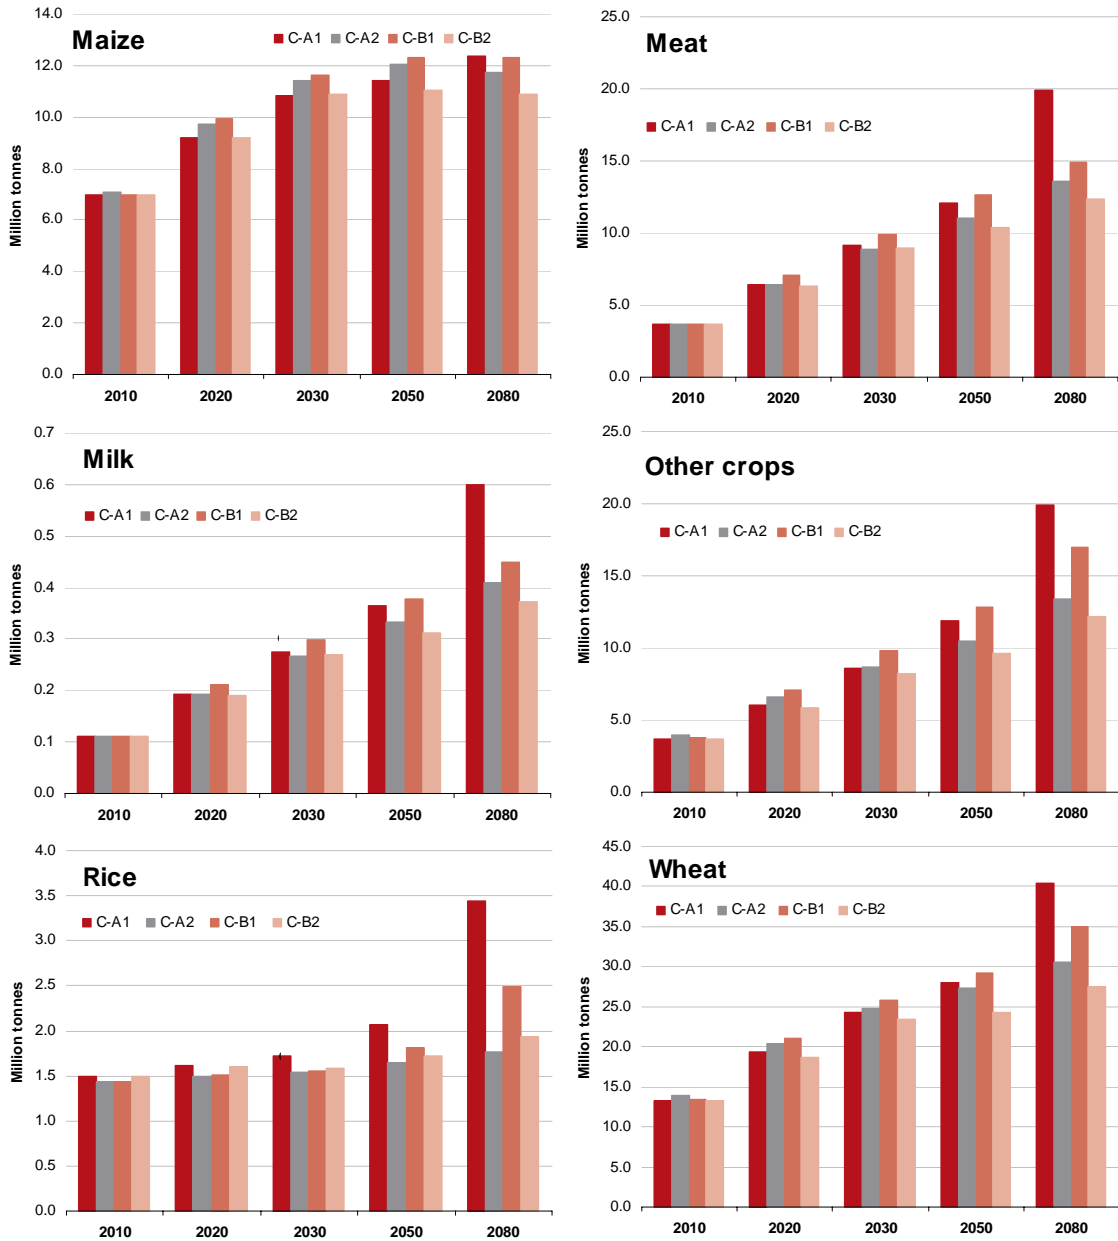 Maize
C-A1 C-A2 C-B1 C-B2
Million tonnes
14.0
12.0
10.0
8.0
6.0
4.0
2.0
0.0
2010 2020 2030 2050 2080
Meat
C-A1 C-A2 C-B1 C-B2
Million tonnes
25.0
20.0
15.0
10.0
5.0
0.0
2010 2020 2030 2050 2080
Milk
C-A1 C-A2 C-B1 C-B2
Million tonnes
0.7
0.6
0.5
0.4
0.3
0.2
0.1
0.0
2010 2020 2030 2050 2080
Other crops
C-A1 C-A2 C-B1 C-B2
Million tonnes
25.0
20.0
15.0
10.0
5.0
0.0
2010 2020 2030 2050 2080
Rice
C-A1 C-A2 C-B1 C-B2
Million tonnes
4.0
3.5
3.0
2.5
2.0
1.5
1.0
0.5
0.0
2010 2020 2030 2050 2080
Wheat
C-A1 C-A2 C-B1 C-B2
Million tonnes
45.0
40.0
35.0
30.0
25.0
20.0
15.0
10.0
5.0
0.0
2010 2020 2030 2050 2080